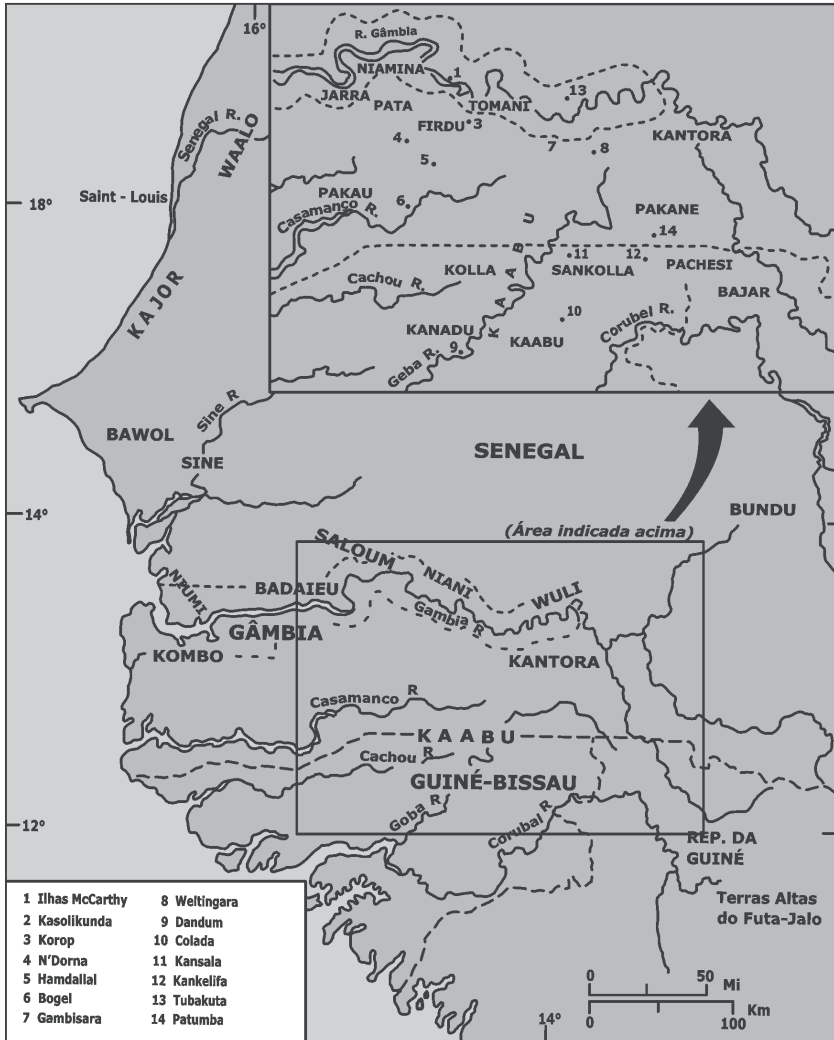 16°
R. Gâmbia
NIAMINA
1
JARRA
PATA
TOMANI
13
Senegal R.
WAALO
FIRDU
3
KANTORA
4
7
8
5
Saint - Louis
18°
PAKAU
6
Casamanço R.
PAKANE
14
KAABU
KOLLA
11
SANKOLLA
12
PACHESI
Cachou R.
BAJAR
KAJOR
10
KANADU
KAABU
Corubel R.
9
Geba R.
Sine R
BAWOL
SINE
SENEGAL
14°
BUNDU
(Área indicada acima)
SALOUM
NIANI
NIUMI
BADAIEU
WULI
Gambia R
GÂMBIA
KOMBO
KANTORA
Casamanco R
KAABU
Cachou R
GUINÉ-BISSAU
Goba R
Corubal R
12°
REP. DA
GUINÉ
Terras Altas
do Futa-Jalo
1 Ilhas McCarthy
2 Kasolikunda
3 Korop
4 N'Dorna
5 Hamdallal
6 Bogel
7 Gambisara
8 Weltingara
9 Dandum
10 Colada
11 Kansala
12 Kankelifa
13 Tubakuta
14 Patumba
0 50
Mi
Km
0 100
14°